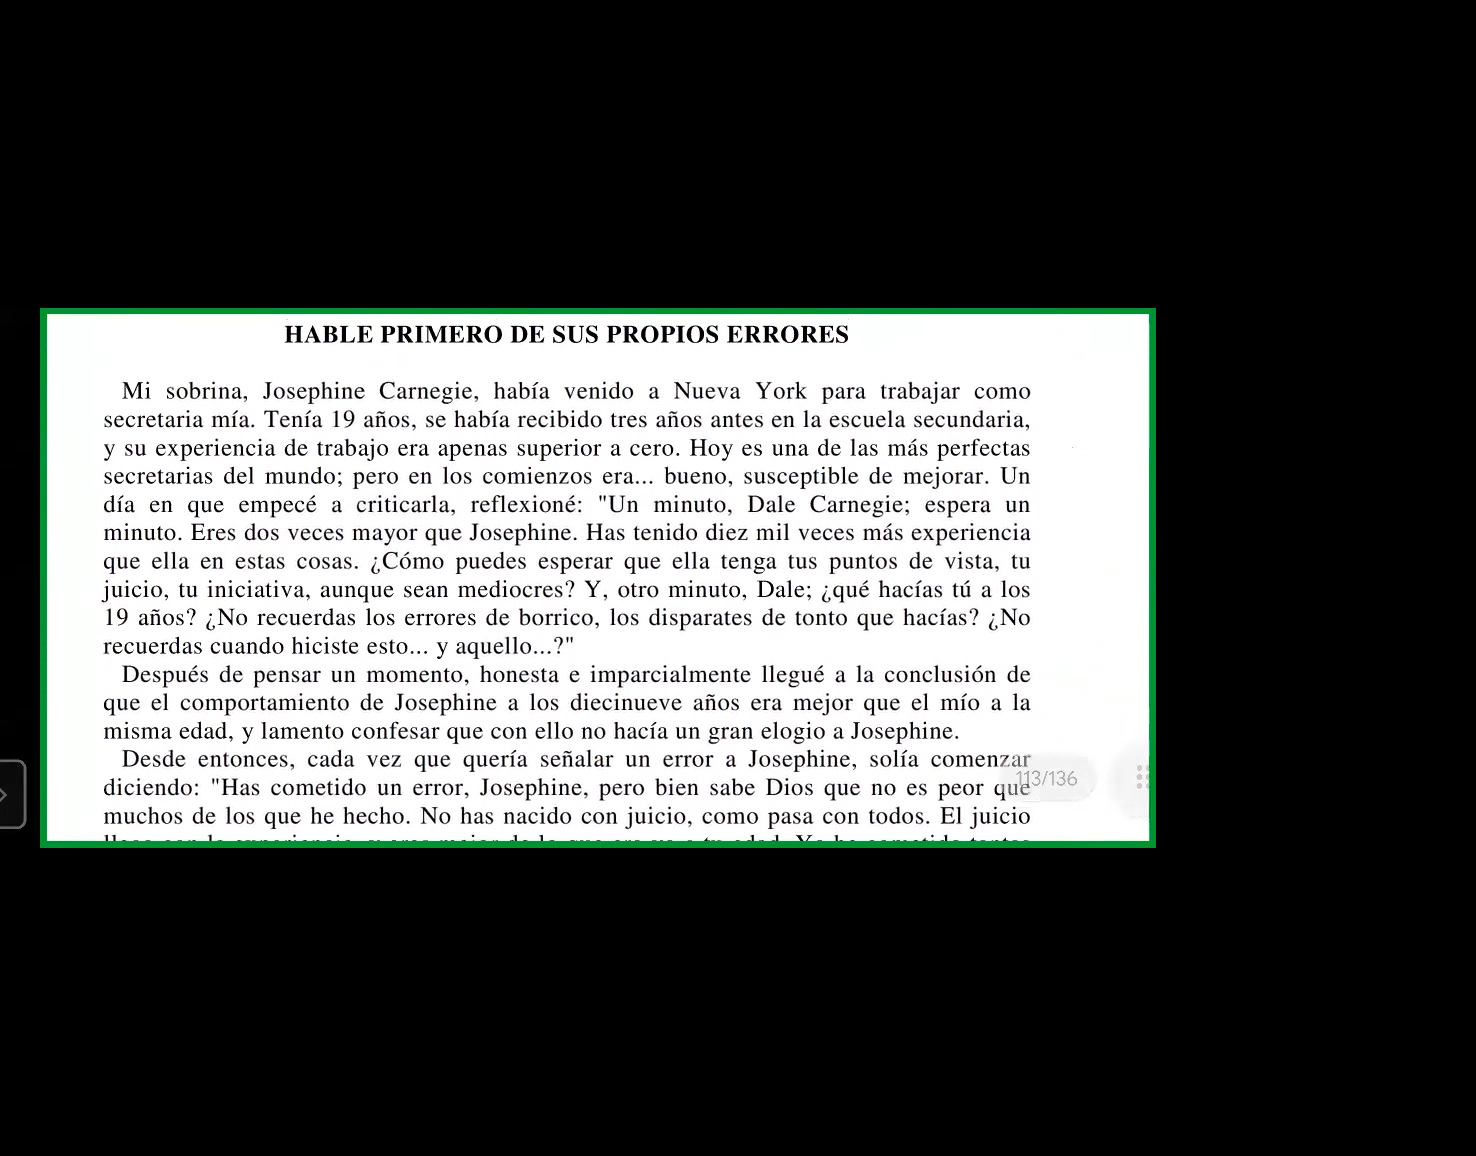 HABLE PRIMERO DE SUS PROPIOS ERRORES
Mi sobrina, Josephine Carnegie, había venido a Nueva York para trabajar como
secretaria mía. Tenía 19 años, se había recibido tres años antes en la escuela secundaria,
y su experiencia de trabajo era apenas superior a cero. Hoy es una de las más perfectas
secretarias del mundo; pero en los comienzos era... bueno, susceptible de mejorar. Un
día en que empecé a criticarla, reflexioné: "Un minuto, Dale Carnegie; espera un
minuto. Eres dos veces mayor que Josephine. Has tenido diez mil veces más experiencia
que ella en estas cosas. ¿Cómo puedes esperar que ella tenga tus puntos de vista, tu
juicio, tu iniciativa, aunque sean mediocres? Y, otro minuto, Dale; ¿qué hacías tú a los
19 años? ¿No recuerdas los errores de borrico, los disparates de tonto que hacías? ¿No
recuerdas cuando hiciste esto... y aquello...?"
Después de pensar un momento, honesta e imparcialmente llegué a la conclusión de
que el comportamiento de Josephine a los diecinueve años era mejor que el mío a la
misma edad, y lamento confesar que con ello no hacía un gran elogio a Josephine.
Desde entonces, cada vez que quería señalar un error a Josephine, solía comenzar
diciendo: "Has cometido un error, Josephine, pero bien sabe Dios que no es peor que
113/136
muchos de los que he hecho. No has nacido con juicio, como pasa con todos. El juicio